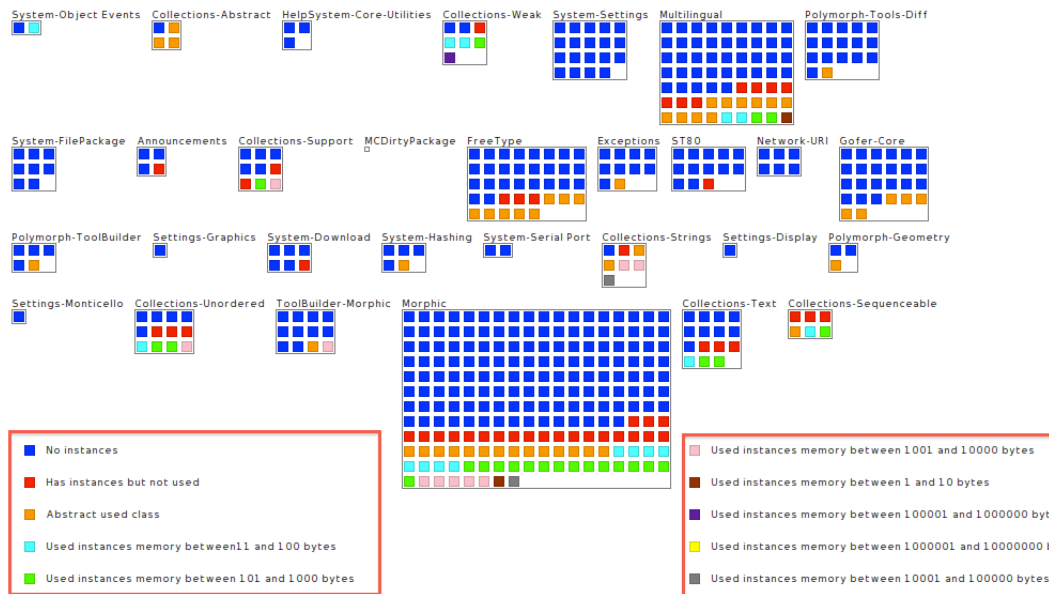 System-Object Events Collections-Abstract HelpSystem-Core-Utilities Collections-Weak System-Settings Multilingual Polymorph-Tools-Diff
System-FilePackage Announcements Collections-Support MCDirtyPackage FreeType Exceptions ST80 Network-URI Gofer-Core
Polymorph-ToolBuilder Settings-Graphics System-Download System-Hashing System-Serial Port Collections-Strings Settings-Display Polymorph-Geometry
Settings-Monticello Collections-Unordered ToolBuilder-Morphic Morphic Collections-Text Collections-Sequenceable
No instances
Has instances but not used
Abstract used class
Used instances memory between11 and 100 bytes
Used instances memory between 101 and 1000 bytes
Used instances memory between 1001 and 10000 bytes
Used instances memory between 1 and 10 bytes
Used instances memory between 100001 and 1000000 byt
Used instances memory between 1000001 and 10000000 b
Used instances memory between 10001 and 100000 bytes